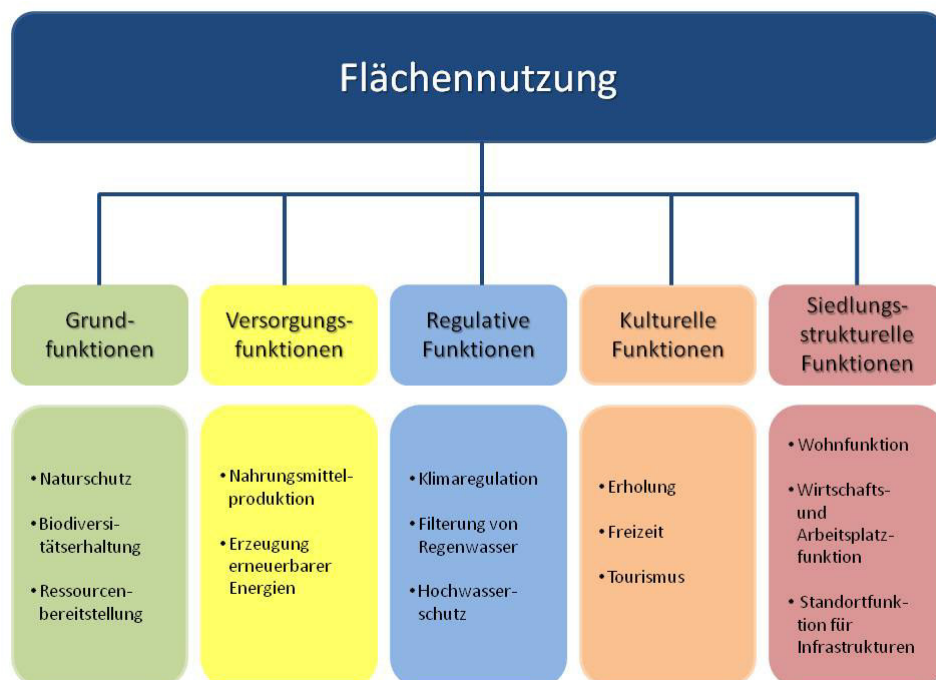 Flächennutzung
Grund-
funktionen
Versorgungs-
funktionen
Regulative
Funktionen
Kulturelle
Funktionen
Siedlungs-
strukturelle
Funktionen
• Naturschutz
• Biodiversi-
tätserhaltung
• Ressourcen-
bereitstellung
• Nahrungsmittel-
produktion
• Erzeugung
erneuerbarer
Energien
• Klimaregulation
• Filterung von
Regenwasser
• Hochwasser-
schutz
• Erholung
• Freizeit
• Tourismus
• Wohnfunktion
• Wirtschafts-
und
Arbeitsplatz-
funktion
• Standortfunk-
tion für
Infrastrukturen